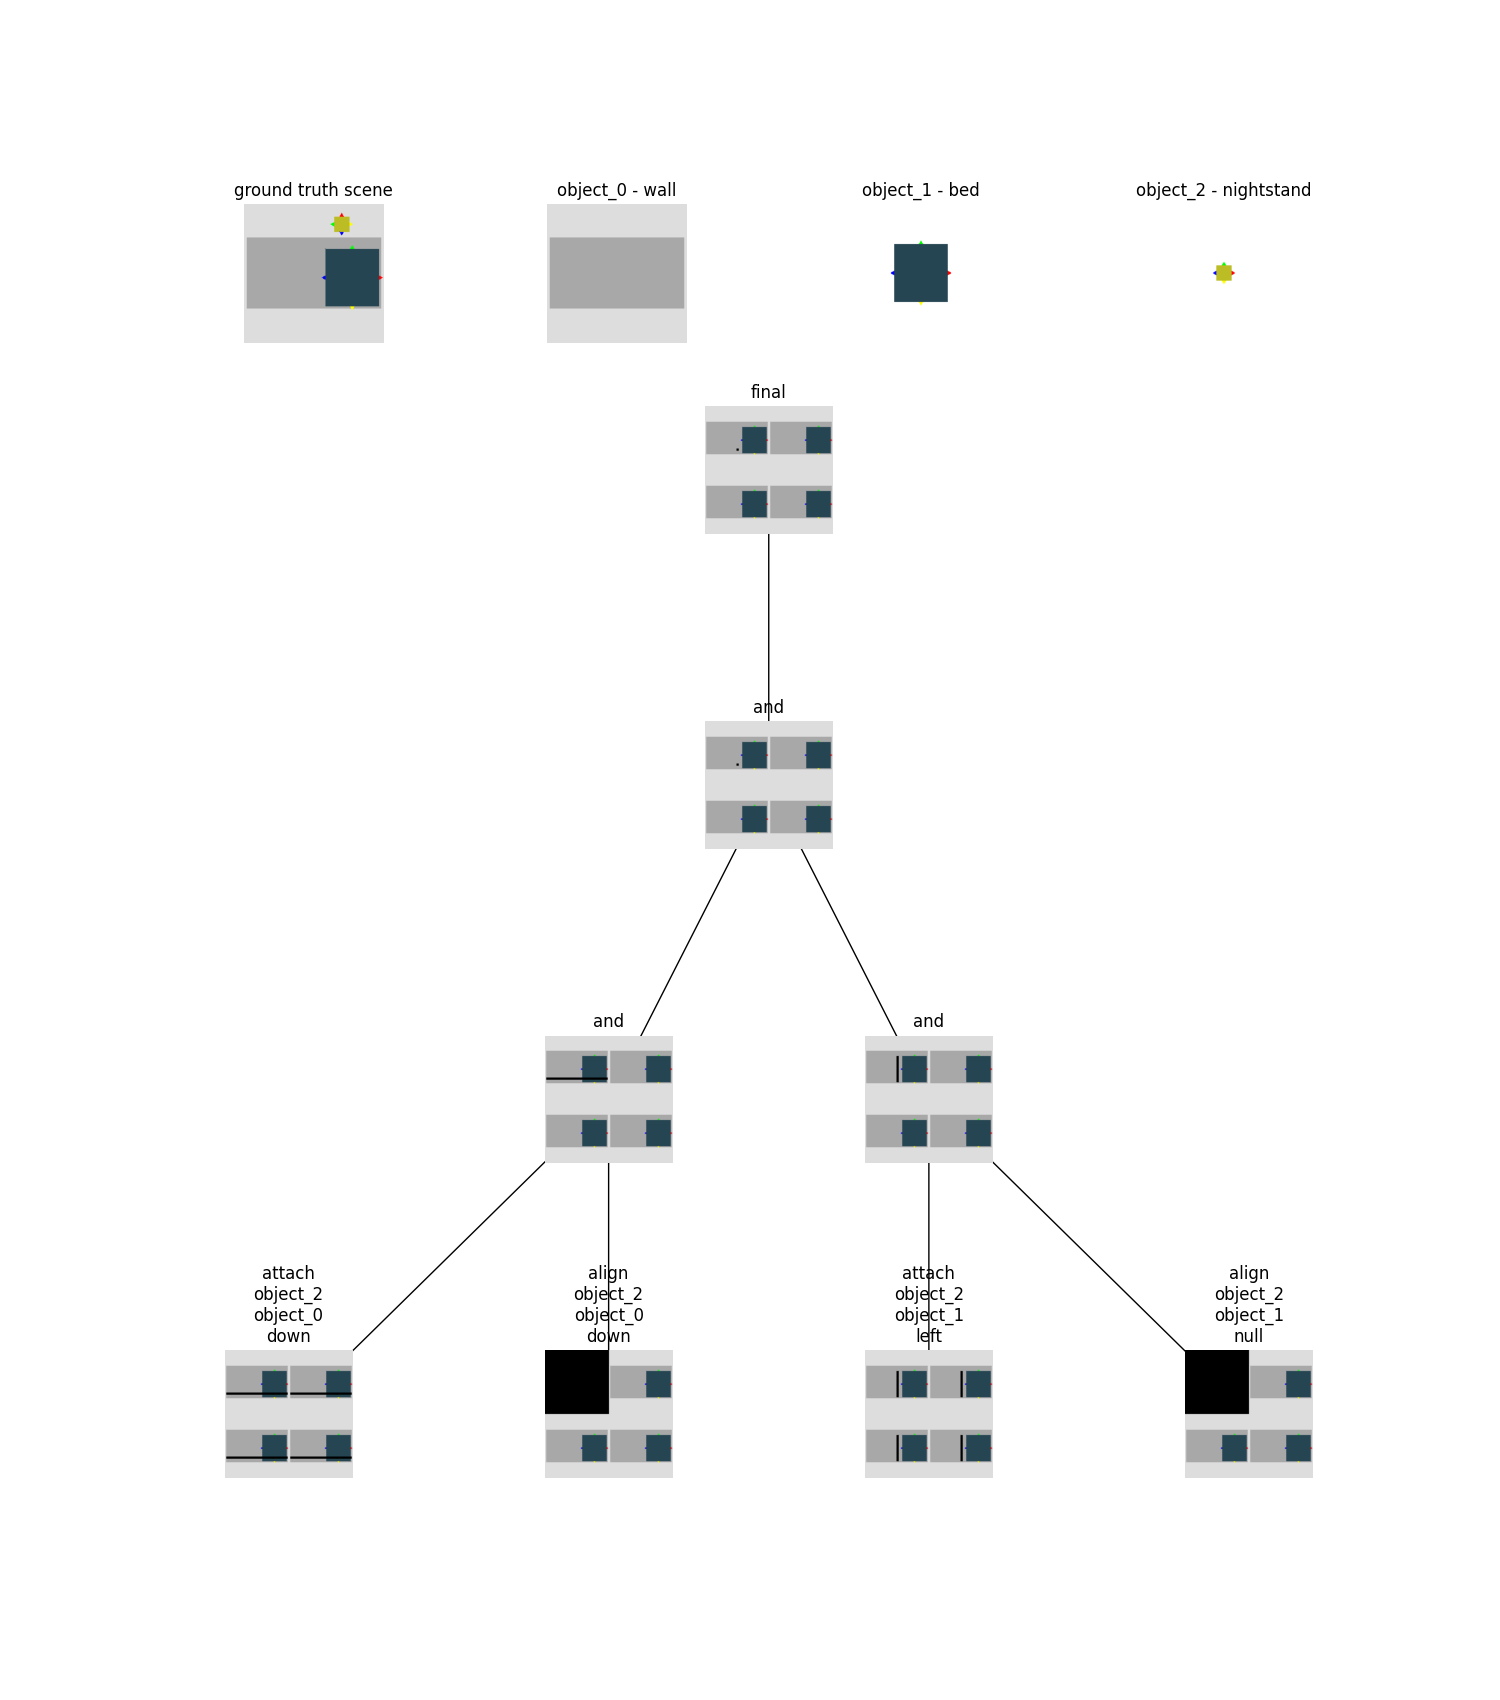 ground truth scene
object_0 - wall
object_1 - bed
object_2 - nightstand
final
and
and
and
attach
object_2
object_0
down
align
object_2
object_0
down
attach
object_2
object_1
left
align
object_2
object_1
null